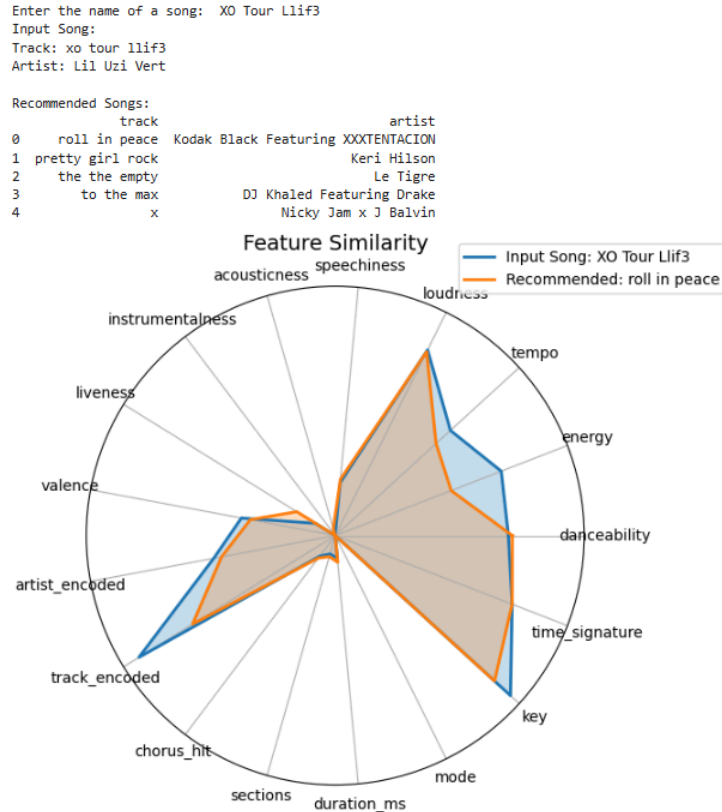 Enter the name of a song: XO Tour Llif3
Input Song:
Track: xo tour llif3
Artist: Lil Uzi Vert
Recommended Songs:
track artist
0 roll in peace Kodak Black Featuring XXXTENTACION
1 pretty girl rock Keri Hilson
2 the the empty Le Tigre
3 to the max DJ Khaled Featuring Drake
4 x Nicky Jam x J Balvin
Feature Similarity
Input Song: XO Tour Llif3
Recommended: roll in peace
speechiness
acousticness
loudness
instrumentalness
tempo
liveness
energy
valence
danceability
artist_encoded
time_signature
track_encoded
key
chorus_hit
mode
sections
duration_ms